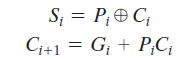 Sᵢ = Pᵢ ⊕ Cᵢ
Cᵢ₊₁ = Gᵢ + PᵢCᵢ